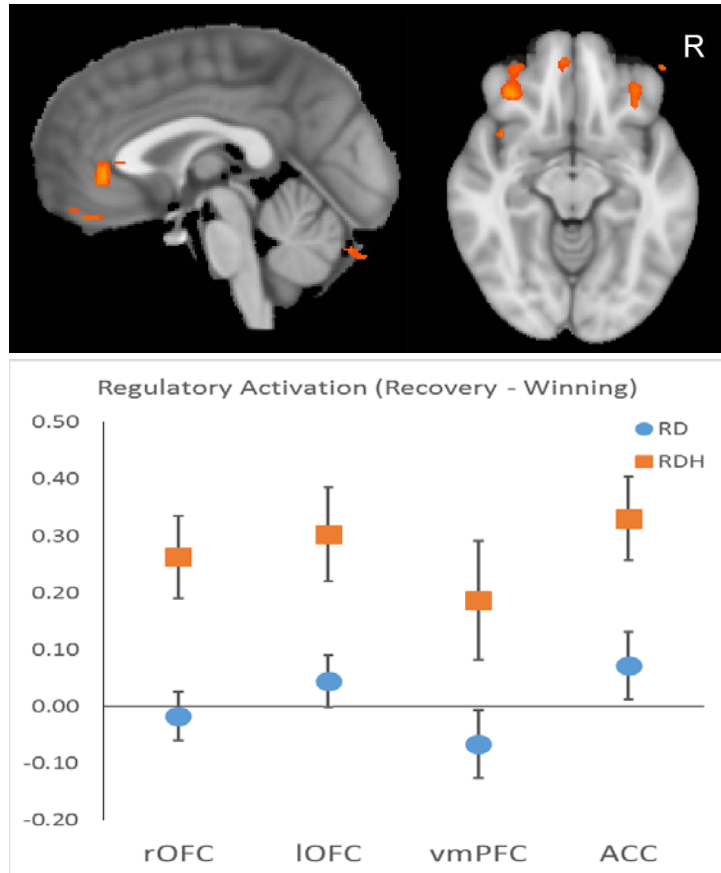 R
Regulatory Activation (Recovery - Winning)
0.50
RD
0.40
RDH
0.30
0.20
0.10
0.00
-0.10
-0.20
rOFC lOFC vmPFC ACC